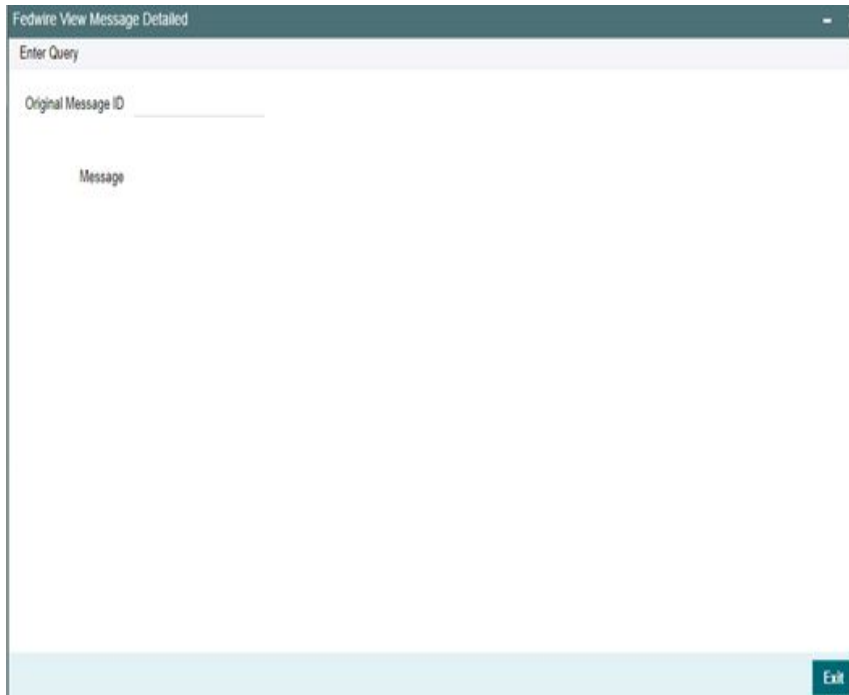 Fedwire View Message Detailed
Enter Query
Original Message ID
Message
Exit